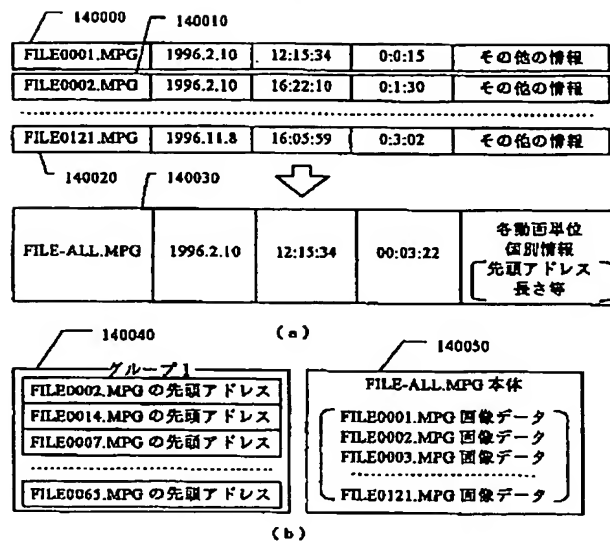 140000 140010
FILE0001.MPG 1996.2.10 12:15:34 0:0:15 その他の情報
FILE0002.MPG 1996.2.10 16:22:10 0:1:30 その他の情報
FILE0121.MPG 1996.11.8 16:05:59 0:3:02 その他の情報
140020 140030
FILE-ALL.MPG 1996.2.10 12:15:34 00:03:22 各動画単位
個別情報
先頭アドレス
長さ等
(a)
140040
グループ1
FILE0002.MPG の先頭アドレス
FILE0014.MPG の先頭アドレス
FILE0007.MPG の先頭アドレス
FILE0065.MPG の先頭アドレス
140050
FILE-ALL.MPG 本体
FILE0001.MPG 画像データ
FILE0002.MPG 画像データ
FILE0003.MPG 画像データ
FILE0121.MPG 画像データ
(b)